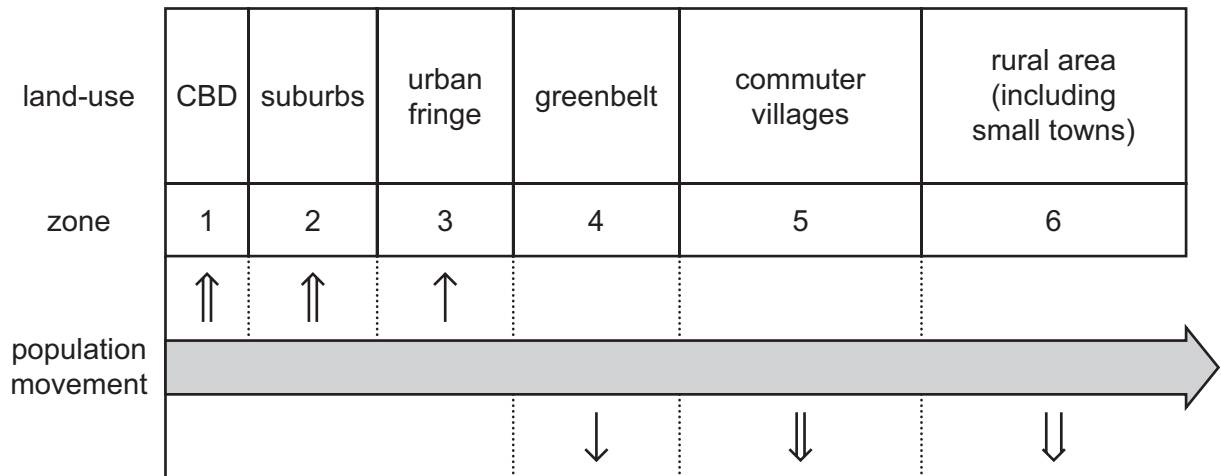 land-use
CBD
suburbs
urban
fringe
greenbelt
commuter
villages
rural area
(including
small towns)
zone
1
2
3
4
5
6
population
movement